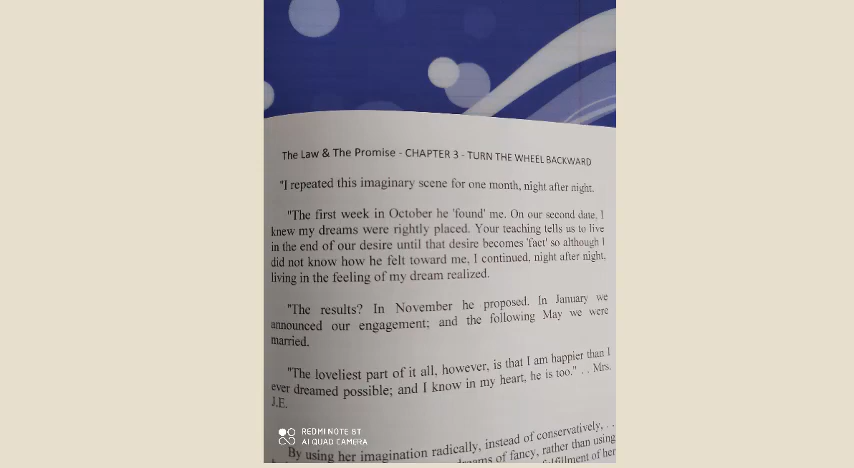 The Law & The Promise - CHAPTER 3 - TURN THE WHEEL BACKWARD
"I repeated this imaginary scene for one month, night after night.
"The first week in October he 'found' me. On our second date, I
knew my dreams were rightly placed. Your teaching tells us to live
in the end of our desire until that desire becomes 'fact' so although I
did not know how he felt toward me, I continued, night after night,
living in the feeling of my dream realized.
"The results? In November he proposed. In January we
announced our engagement; and the following May we were
married.
"The loveliest part of it all, however, is that I am happier than I
ever dreamed possible; and I know in my heart, he is too." . . Mrs.
J.E.
By using her imagination radically, instead of conservatively, . .
of fancy, rather than using
of her
REDMI NOTE 8T
AI QUAD CAMERA